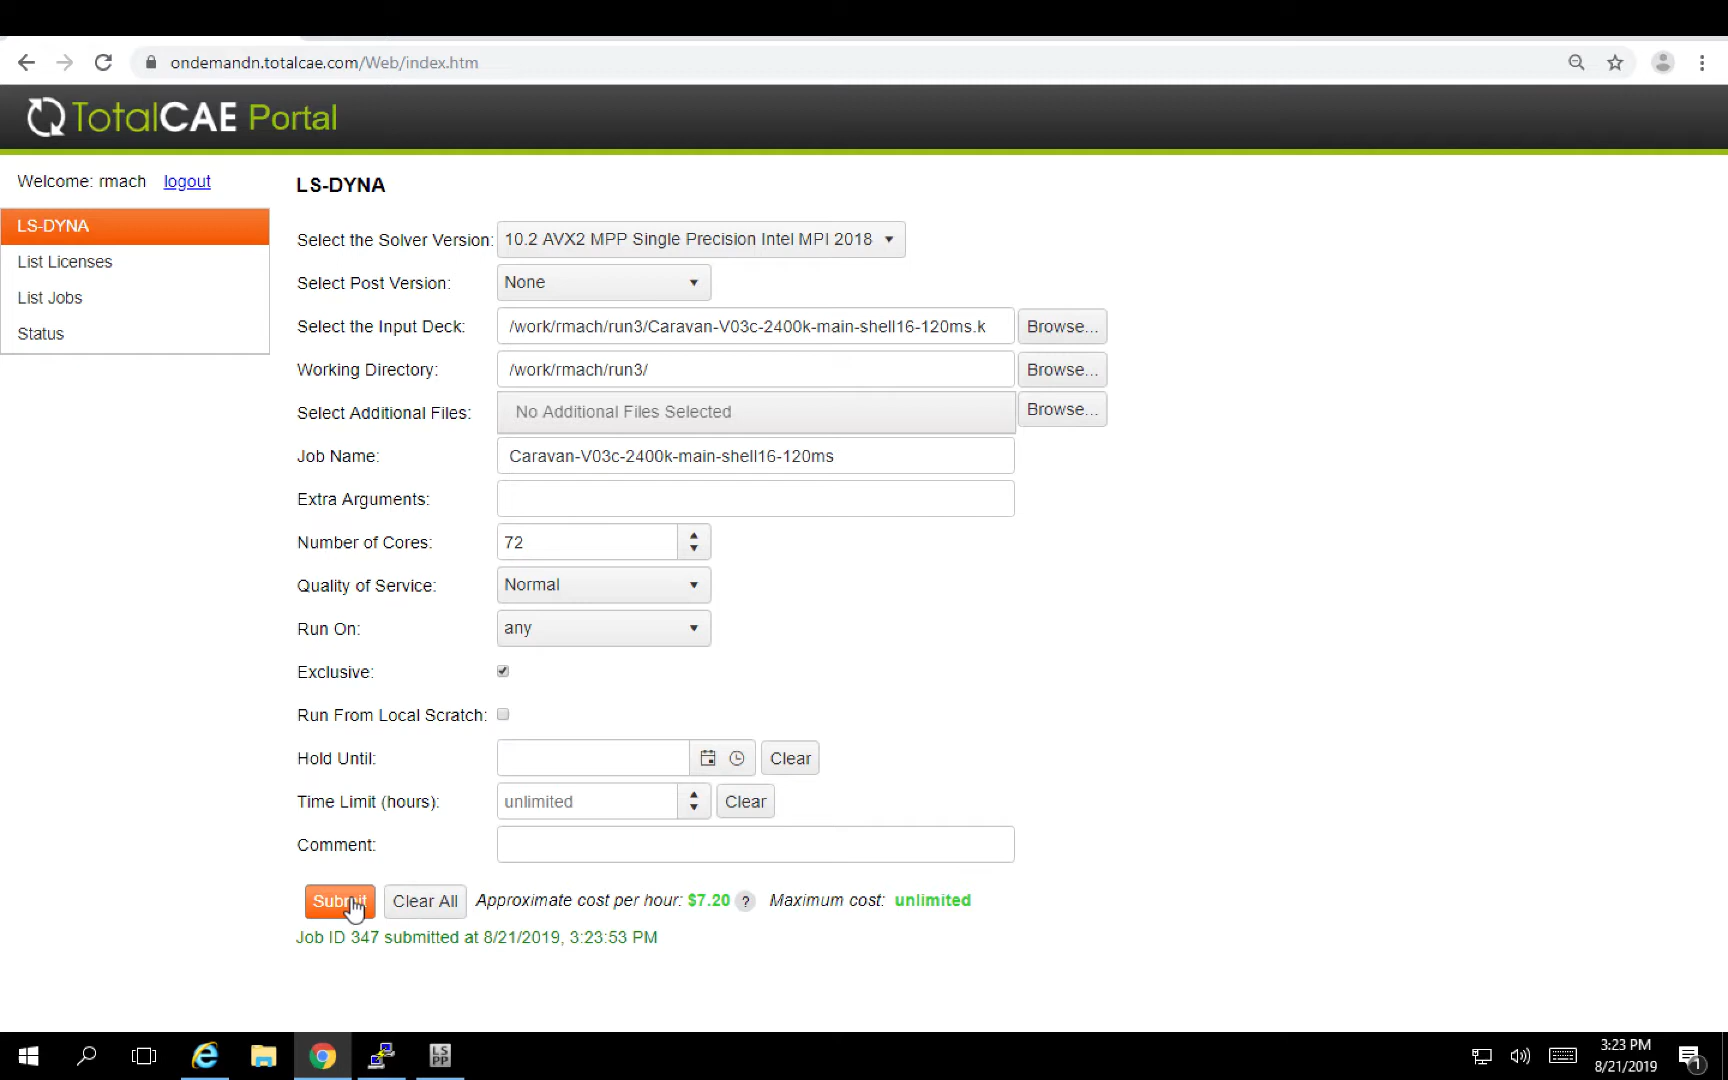 ondemandn.totalcae.com/Web/index.htm
TotalCAE Portal
Welcome: rmach logout
LS-DYNA
List Licenses
List Jobs
Status
LS-DYNA
Select the Solver Version: 10.2 AVX2 MPP Single Precision Intel MPI 2018
Select Post Version: None
Select the Input Deck: /work/rmach/run3/Caravan-V03c-2400k-main-shell16-120ms.k Browse...
Working Directory: /work/rmach/run3/ Browse...
Select Additional Files: No Additional Files Selected Browse...
Job Name: Caravan-V03c-2400k-main-shell16-120ms
Extra Arguments:
Number of Cores: 72
Quality of Service: Normal
Run On: any
Exclusive:
Run From Local Scratch:
Hold Until: Clear
Time Limit (hours): unlimited Clear
Comment:
Submit Clear All Approximate cost per hour: $7.20 ? Maximum cost: unlimited
Job ID 347 submitted at 8/21/2019, 3:23:53 PM
LS
PP
3:23 PM
8/21/2019
1